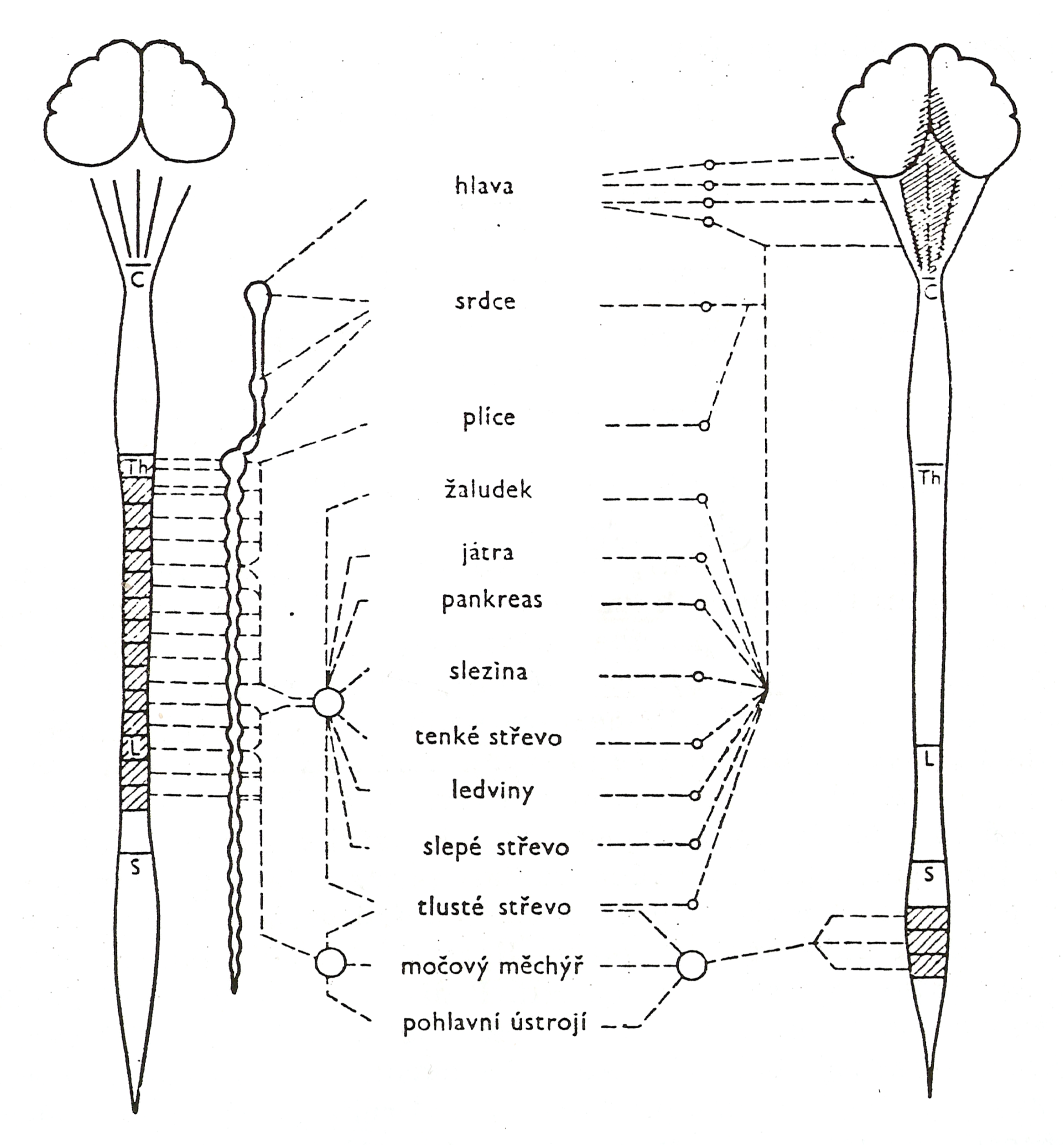 hlava
C
C
srdce
plíce
Th
Th
žaludek
játra
pankreas
slezina
tenké střevo
L
L
ledviny
slepé střevo
S
S
tlusté střevo
močový měchýř
pohlavní ústrojí